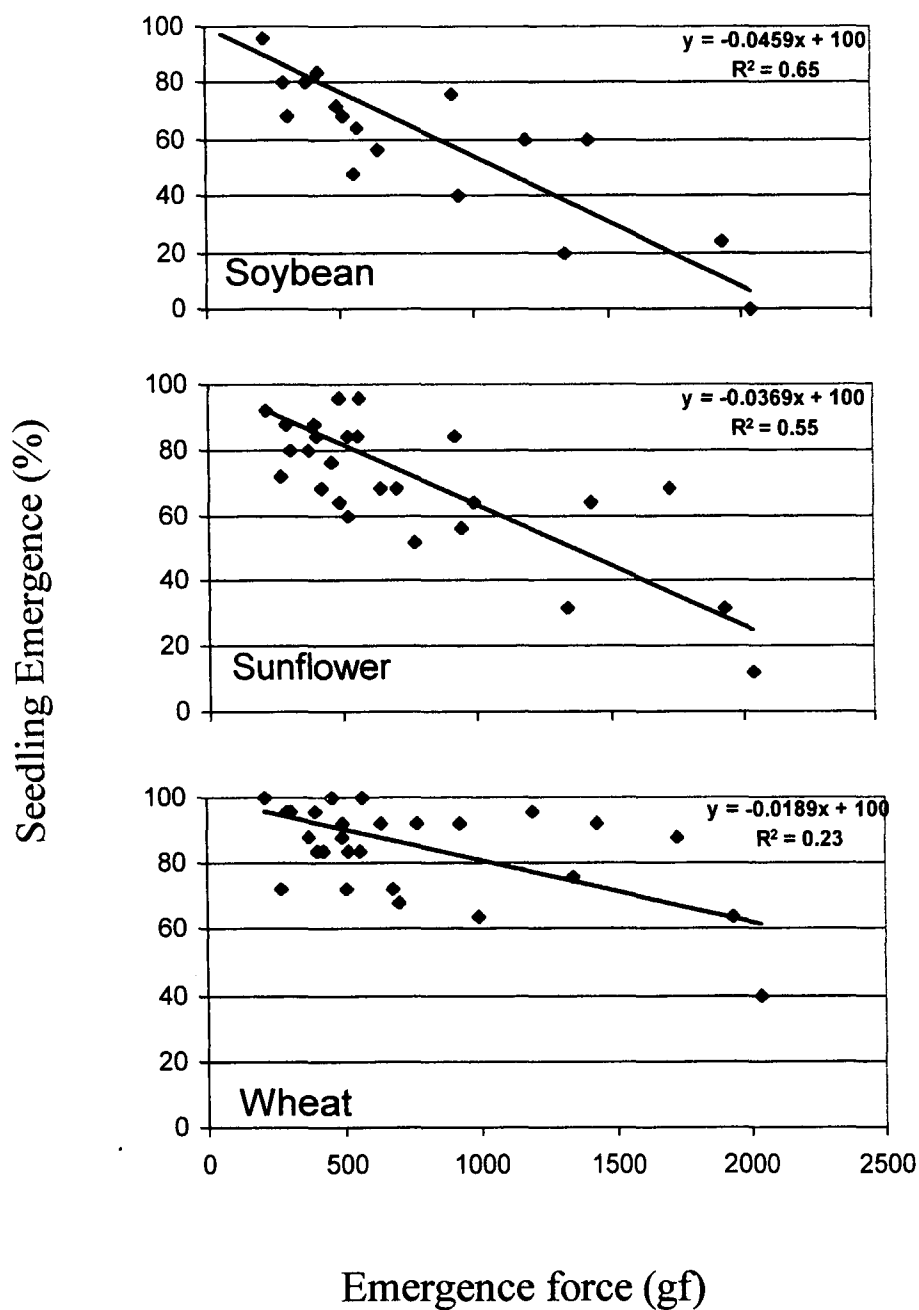 Seedling Emergence (%)
100
80
60
40
20
0
y = -0.0459x + 100
R² = 0.65
Soybean
100
80
60
40
20
0
y = -0.0369x + 100
R² = 0.55
Sunflower
100
80
60
40
20
0
y = -0.0189x + 100
R² = 0.23
Wheat
0 500 1000 1500 2000 2500
Emergence force (gf)